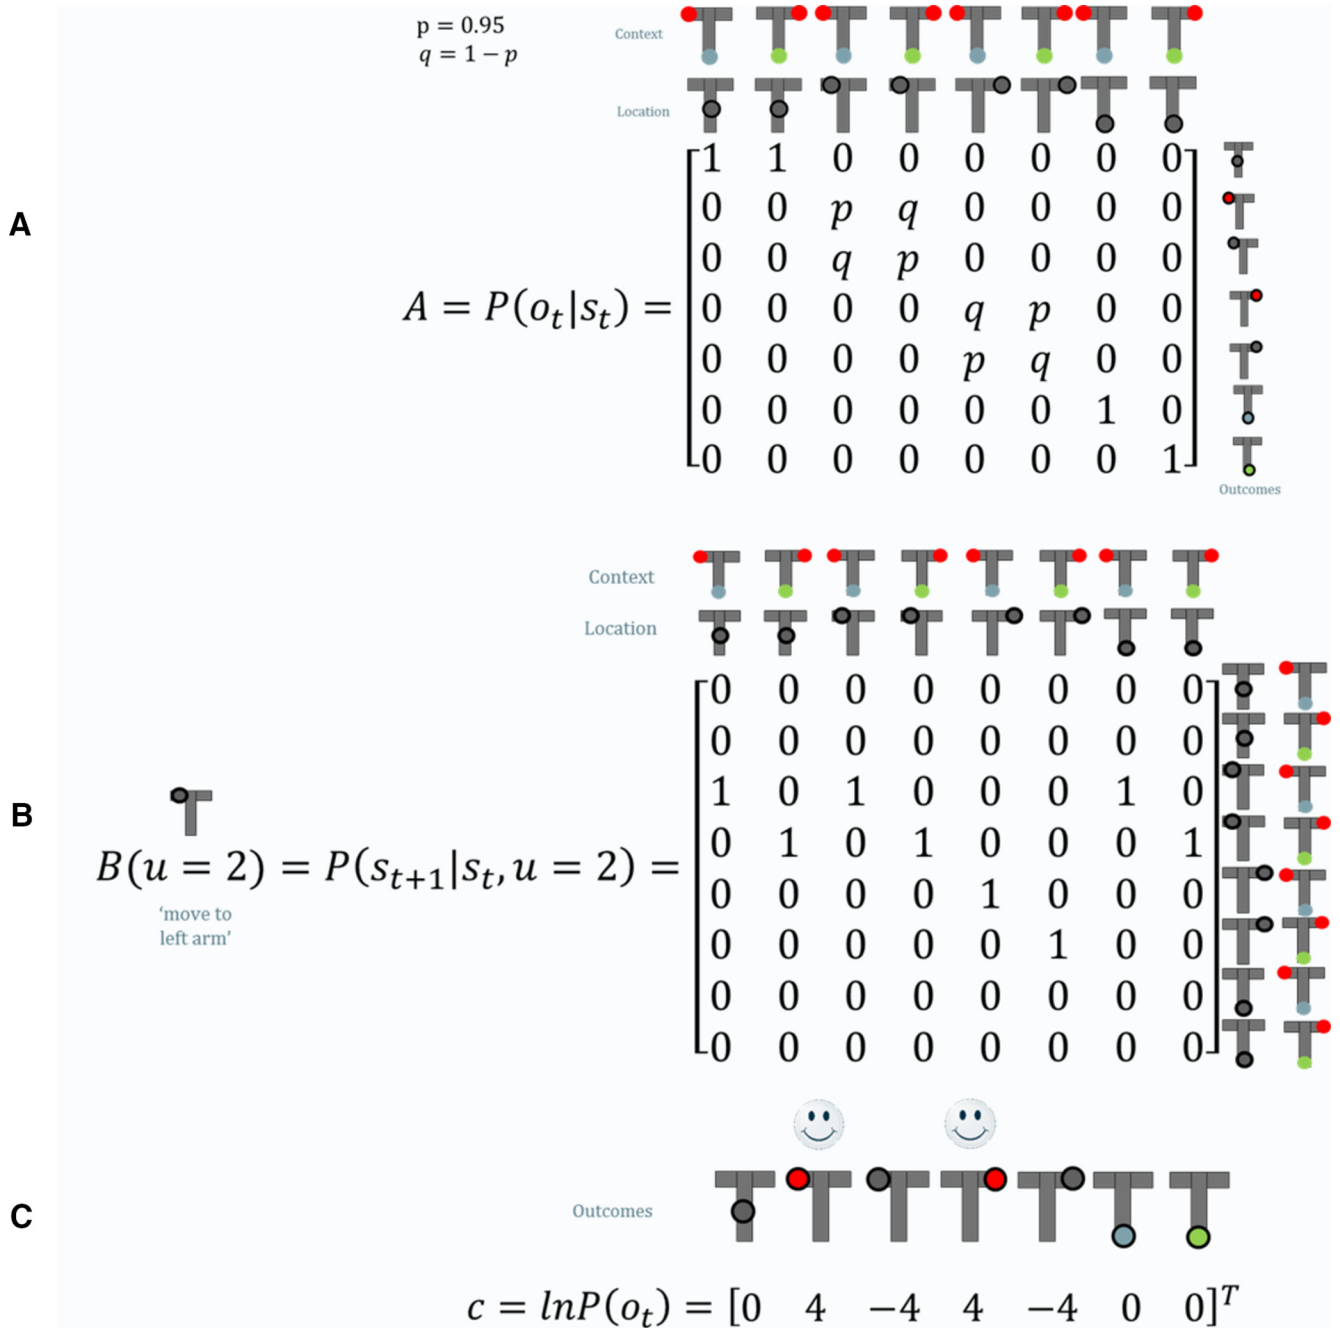 p = 0.95
q = 1 − p
Context
Location
A
A = P(o_t|s_t) =
1 1 0 0 0 0 0 0
0 0 p q 0 0 0 0
0 0 q p 0 0 0 0
0 0 0 0 q p 0 0
0 0 0 0 p q 0 0
0 0 0 0 0 0 1 0
0 0 0 0 0 0 0 1
Outcomes
Context
Location
B
B(u = 2) = P(s_{t+1}|s_t, u = 2) =
‘move to
left arm’
0 0 0 0 0 0 0 0
0 0 0 0 0 0 0 0
1 0 1 0 0 0 1 0
0 1 0 1 0 0 0 1
0 0 0 0 1 0 0 0
0 0 0 0 0 1 0 0
0 0 0 0 0 0 0 0
0 0 0 0 0 0 0 0
C
Outcomes
c = lnP(o_t) = [0 4 −4 4 −4 0 0]^T